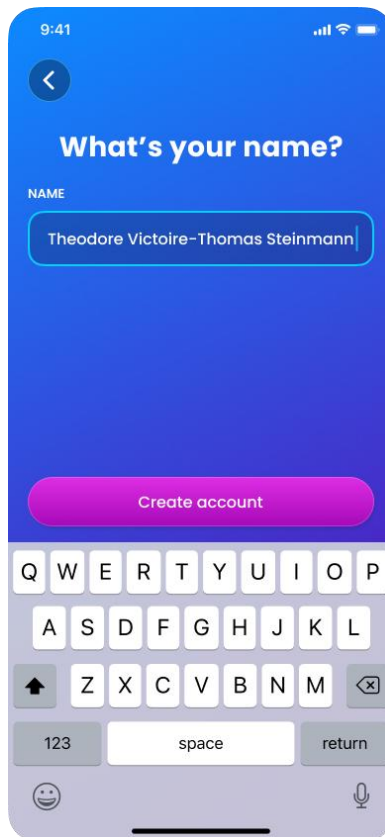 9:41
What's your name?
NAME
Theodore Victoire-Thomas Steinmann
Create account
Q W E R T Y U I O P
A S D F G H J K L
Z X C V B N M
123 space return